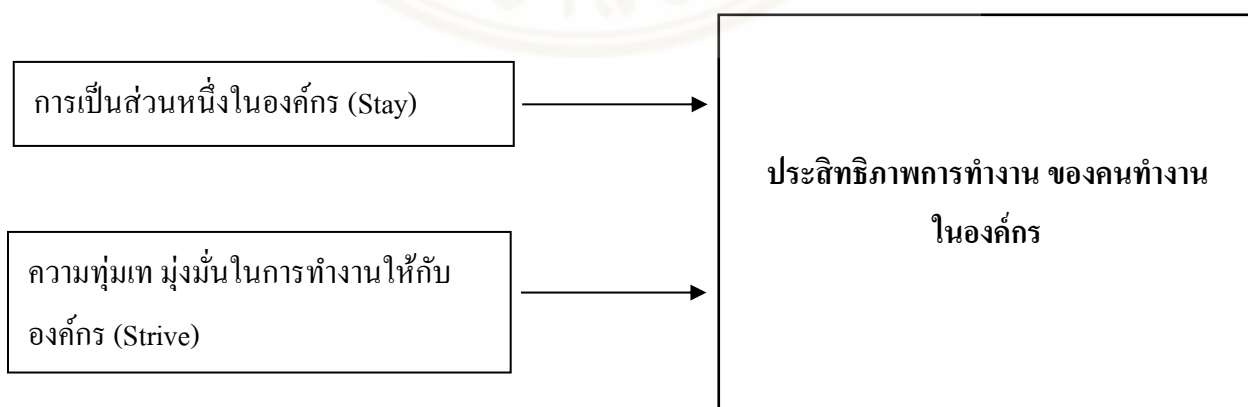 การเป็นส่วนหนึ่งในองค์กร (Stay)
ความทุ่มเท มุ่งมั่นในการทำงานให้กับ
องค์กร (Strive)
ประสิทธิภาพการทำงาน ของคนทำงาน
ในองค์กร